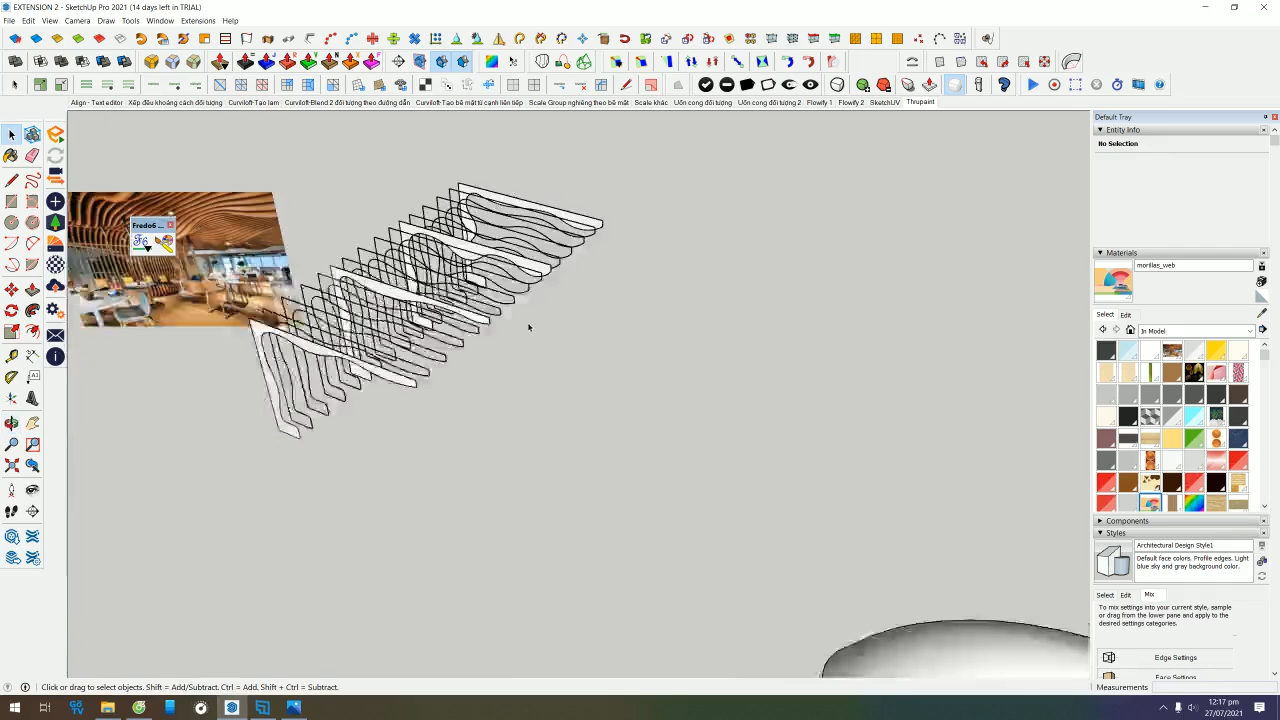 EXTENSION 2 - SketchUp Pro 2021 (14 days left in TRIAL)
File Edit View Camera Draw Tools Window Extensions Help
Align - Text editor Xếp đều khoảng cách đối tượng Curviloft-Tạo lam Curviloft-Blend 2 đối tượng theo đường dẫn Curviloft-Tạo bề mặt từ cạnh liên tiếp Scale Group nghiêng theo bề mặt Scale khác Uốn cong đối tượng Uốn cong đối tượng 2 Flowify 1 Flowify 2 SketchUV Thrupaint
Default Tray
Entity Info
No Selection
Fredo6 ...
Materials
morillas_web
Select Edit
In Model
Components
Styles
Architectural Design Style1
Default face colors. Profile edges. Light
blue sky and gray background color.
Select Edit Mix
To mix settings into your current style, sample
or drag from the lower pane and apply to the
desired settings categories.
Edge Settings
Face Settings
Click or drag to select objects. Shift = Add/Subtract. Ctrl = Add. Shift + Ctrl = Subtract.
Measurements
12:17 pm
27/07/2021